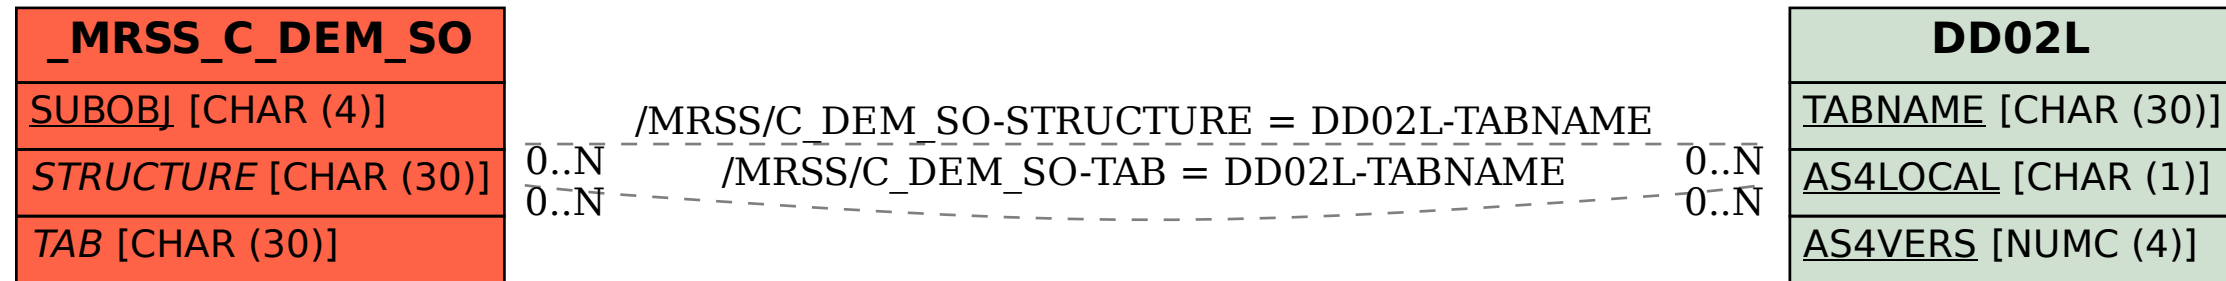 _MRSS_C_DEM_SO
SUBOBJ [CHAR (4)]
STRUCTURE [CHAR (30)]
TAB [CHAR (30)]
/MRSS/C_DEM_SO-STRUCTURE = DD02L-TABNAME
0..N
0..N
/MRSS/C_DEM_SO-TAB = DD02L-TABNAME
0..N
0..N
DD02L
TABNAME [CHAR (30)]
AS4LOCAL [CHAR (1)]
AS4VERS [NUMC (4)]